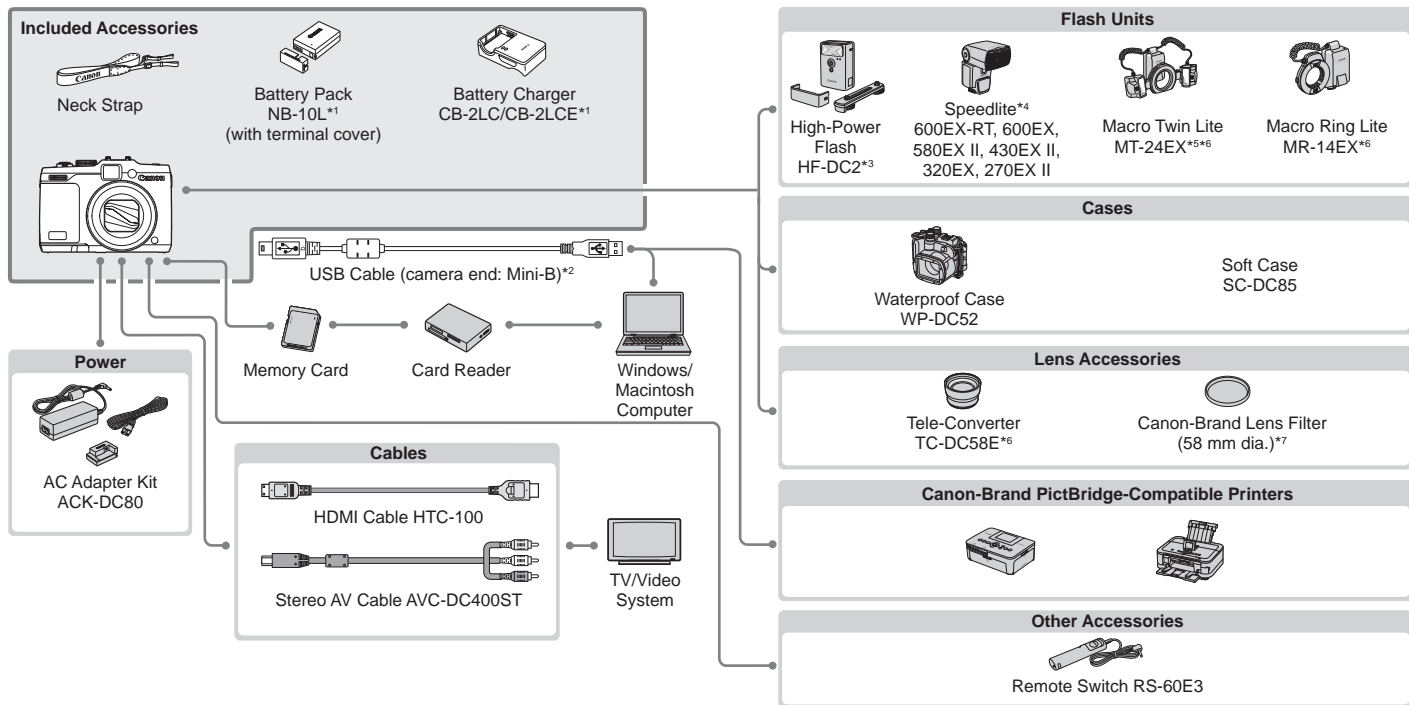 Included Accessories
Canon
Neck Strap
Battery Pack
NB-10L*1
(with terminal cover)
Battery Charger
CB-2LC/CB-2LCE*1
Canon
USB Cable (camera end: Mini-B)*2
Memory Card
Card Reader
Windows/
Macintosh
Computer
Power
AC Adapter Kit
ACK-DC80
Cables
HDMI Cable HTC-100
Stereo AV Cable AVC-DC400ST
TV/Video
System
Flash Units
High-Power
Flash
HF-DC2*3
Speedlite*4
600EX-RT, 600EX,
580EX II, 430EX II,
320EX, 270EX II
Macro Twin Lite
MT-24EX*5*6
Macro Ring Lite
MR-14EX*6
Cases
Waterproof Case
WP-DC52
Soft Case
SC-DC85
Lens Accessories
Tele-Converter
TC-DC58E*6
Canon-Brand Lens Filter
(58 mm dia.)*7
Canon-Brand PictBridge-Compatible Printers
Other Accessories
Remote Switch RS-60E3